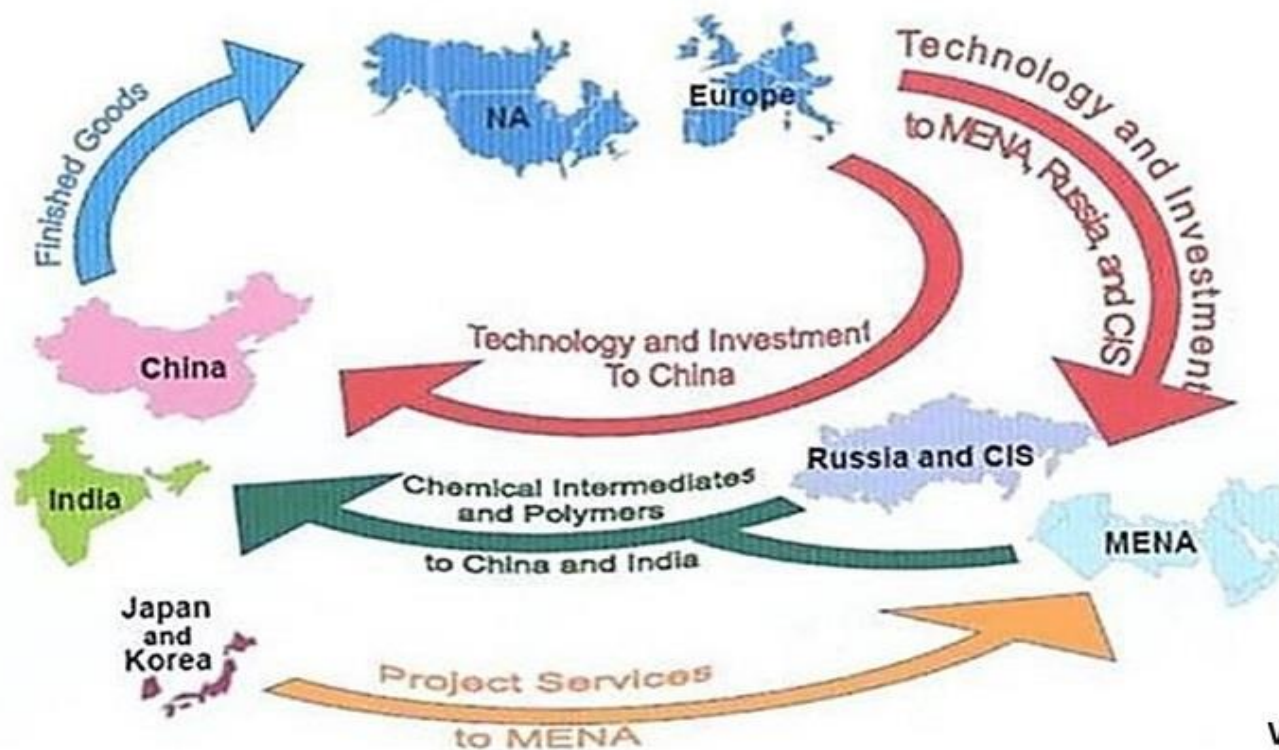 Finished Goods
NA
Europe
Technology and Investment
to MENA, Russia, and CIS
China
Technology and Investment
To China
India
Chemical Intermediates
and Polymers
to China and India
Russia and CIS
MENA
Japan
and
Korea
Project Services
to MENA